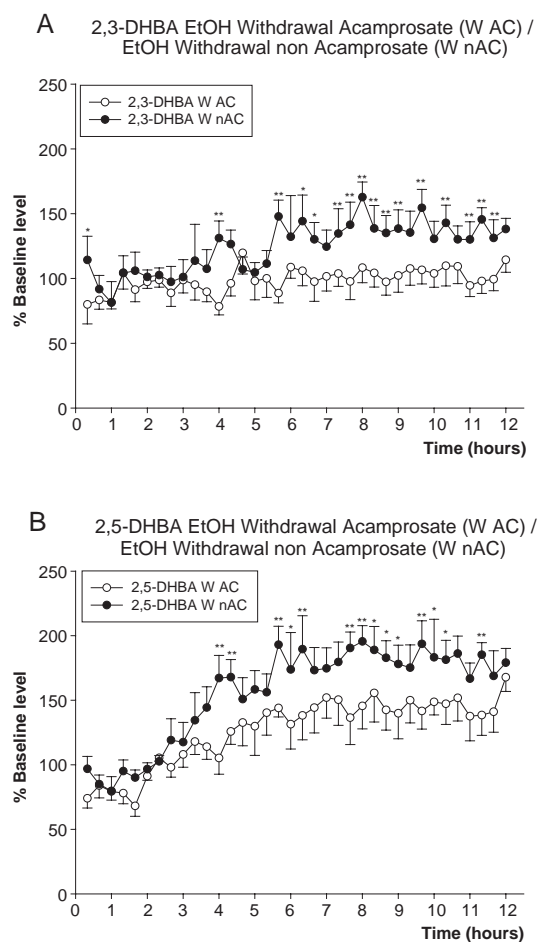 A
2,3-DHBA EtOH Withdrawal Acamprosate (W AC) /
EtOH Withdrawal non Acamprosate (W nAC)
250
200
150
100
50
0
% Baseline level
2,3-DHBA W AC
2,3-DHBA W nAC
* ** ** * * ** ** ** ** ** ** ** ** ** ** **
0 1 2 3 4 5 6 7 8 9 10 11 12
Time (hours)
B
2,5-DHBA EtOH Withdrawal Acamprosate (W AC) /
EtOH Withdrawal non Acamprosate (W nAC)
250
200
150
100
50
0
% Baseline level
2,5-DHBA W AC
2,5-DHBA W nAC
** ** ** * ** ** ** * * * ** * * **
0 1 2 3 4 5 6 7 8 9 10 11 12
Time (hours)